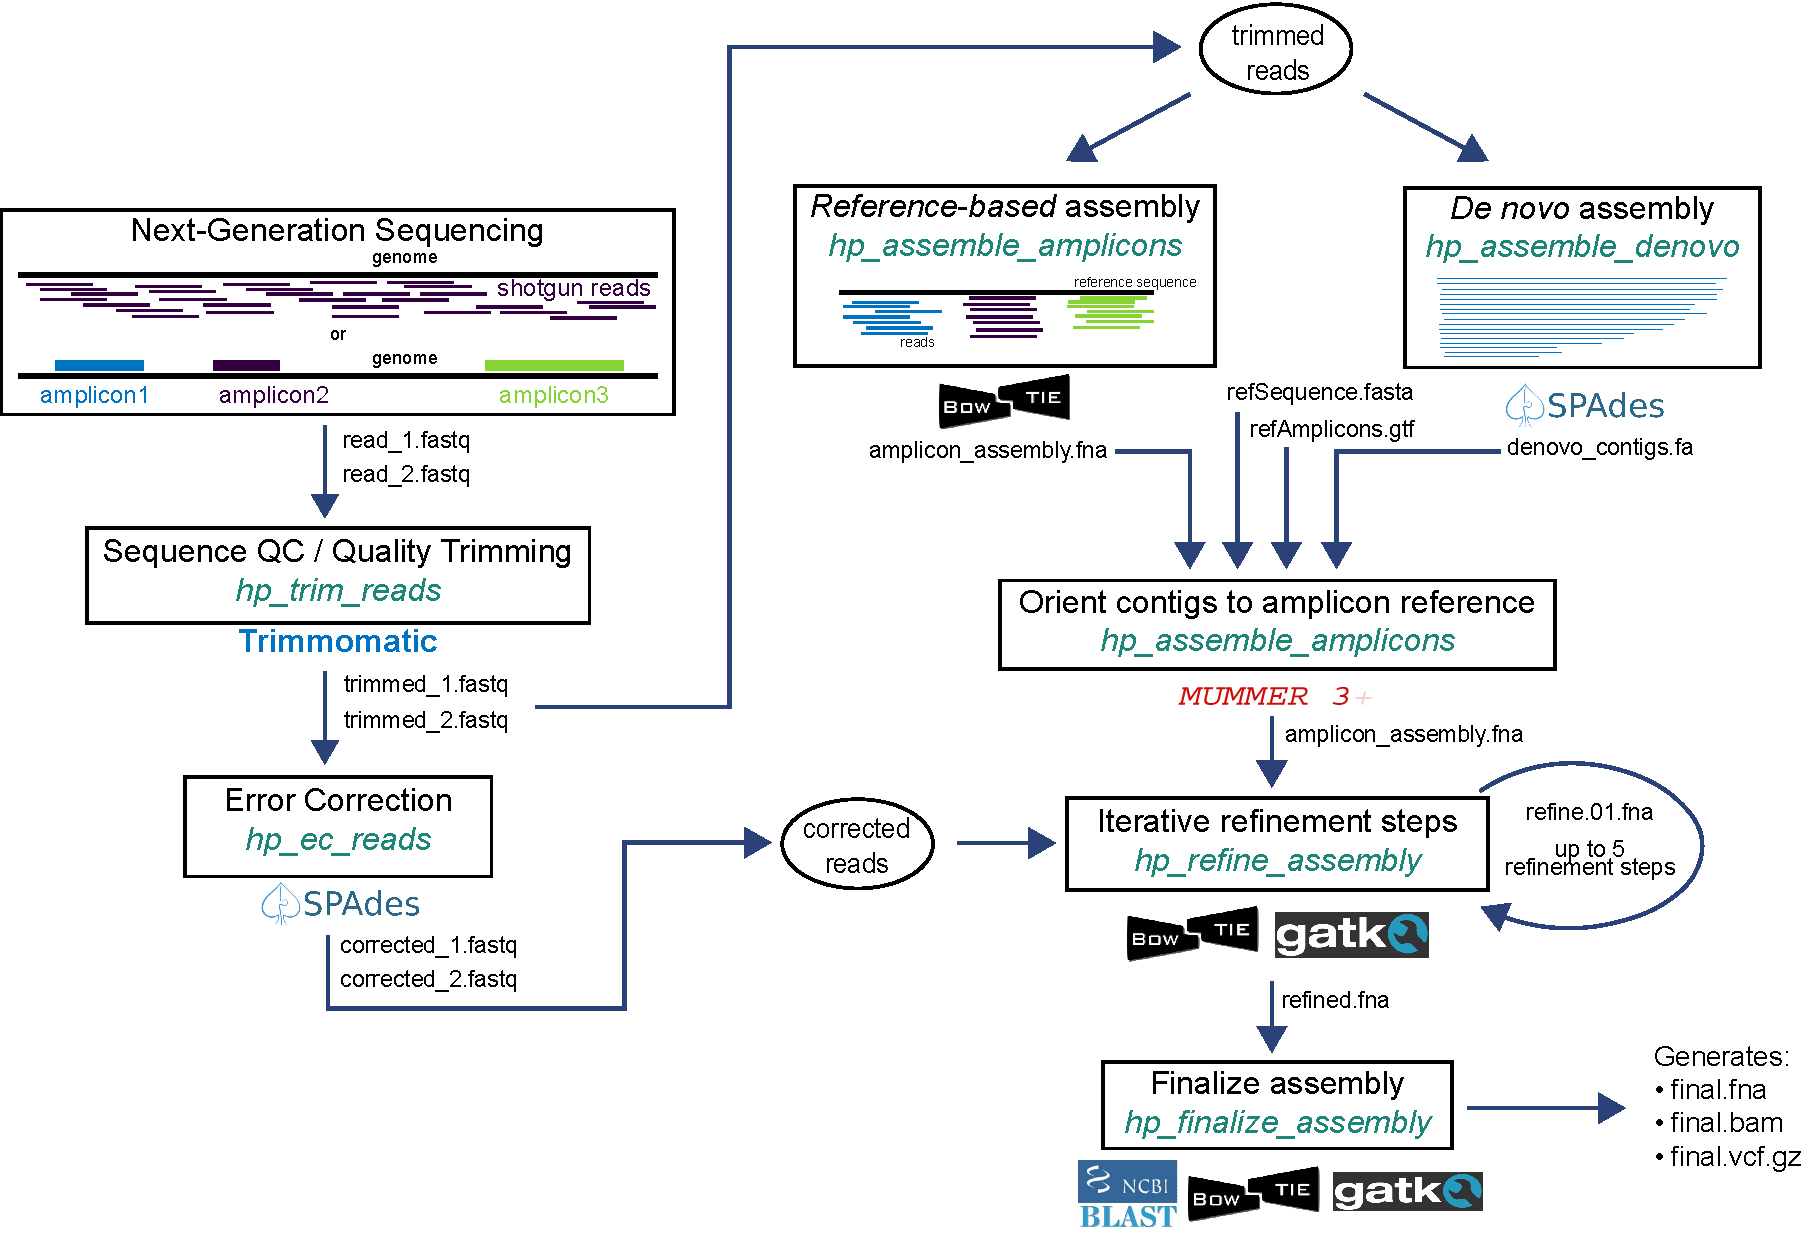 trimmed
reads
Next-Generation Sequencing
genome
shotgun reads
or
genome
amplicon1
amplicon2
amplicon3
read_1.fastq
read_2.fastq
Sequence QC / Quality Trimming
hp_trim_reads
Trimmomatic
trimmed_1.fastq
trimmed_2.fastq
Error Correction
hp_ec_reads
SPAdes
corrected_1.fastq
corrected_2.fastq
corrected
reads
Reference-based assembly
hp_assemble_amplicons
reference sequence
reads
BOW TIE
amplicon_assembly.fna
refSequence.fasta
refAmplicons.gtf
De novo assembly
hp_assemble_denovo
SPAdes
denovo_contigs.fa
Orient contigs to amplicon reference
hp_assemble_amplicons
MUMMER 3+
amplicon_assembly.fna
Iterative refinement steps
hp_refine_assembly
refine.01.fna
up to 5
refinement steps
BOW TIE
gatk
refined.fna
Finalize assembly
hp_finalize_assembly
NCBI
BLAST
BOW TIE
gatk
Generates:
• final.fna
• final.bam
• final.vcf.gz